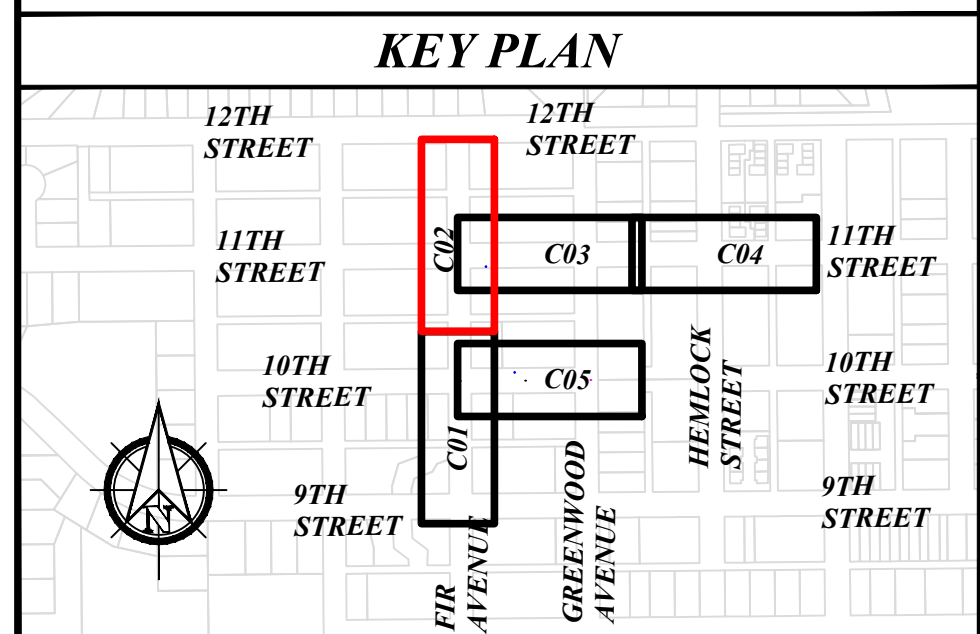 KEY PLAN
12TH
STREET
12TH
STREET
11TH
STREET
C02
C03
C04
11TH
STREET
10TH
STREET
C05
HEMLOCK
STREET
10TH
STREET
C01
9TH
STREET
9TH
STREET
FIR
AVENUE
GREENWOOD
AVENUE
N